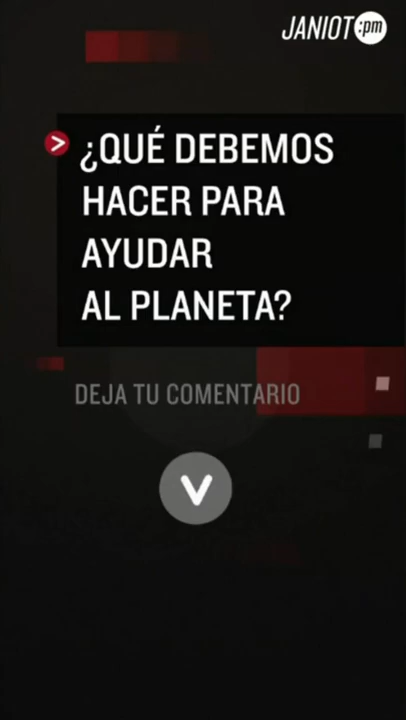 JANIOT:pm
¿QUÉ DEBEMOS
HACER PARA
AYUDAR
AL PLANETA?
DEJA TU COMENTARIO